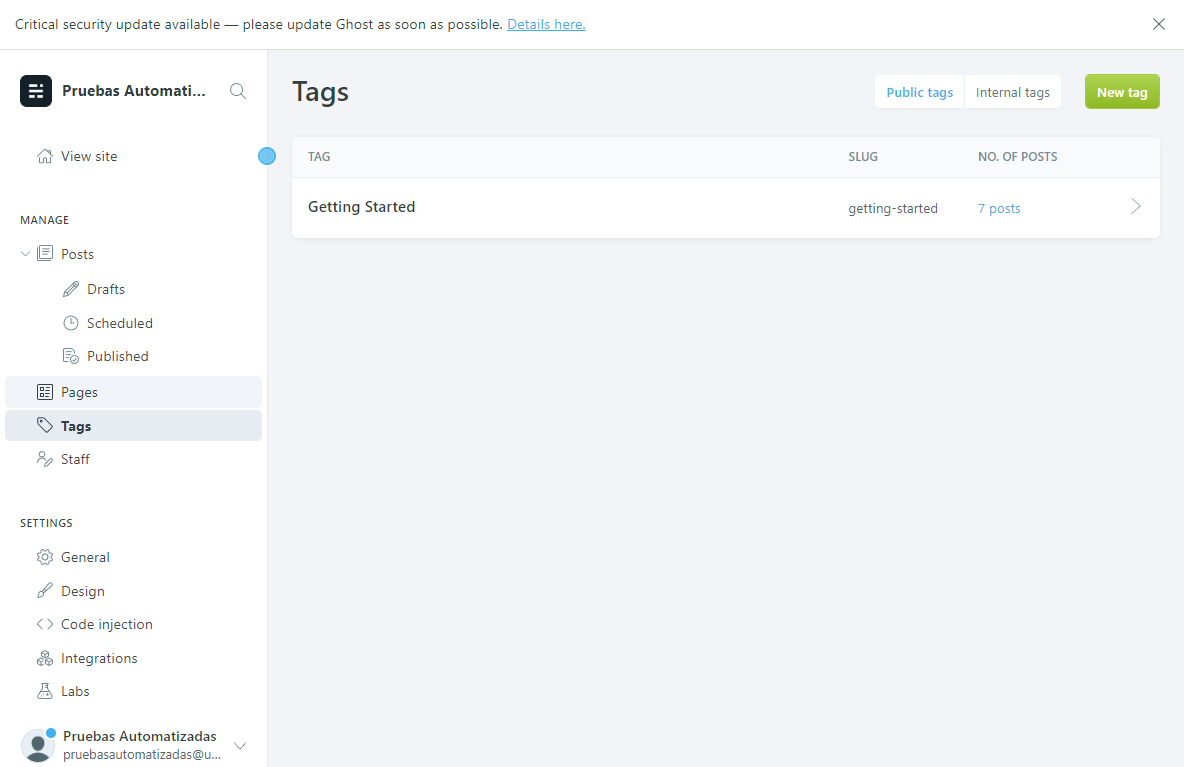 Critical security update available — please update Ghost as soon as possible. Details here.
Pruebas Automati...
View site
MANAGE
Posts
Drafts
Scheduled
Published
Pages
Tags
Staff
SETTINGS
General
Design
Code injection
Integrations
Labs
Pruebas Automatizadas
pruebasautomatizadas@u...
Tags
Public tags Internal tags New tag
TAG SLUG NO. OF POSTS
Getting Started getting-started 7 posts